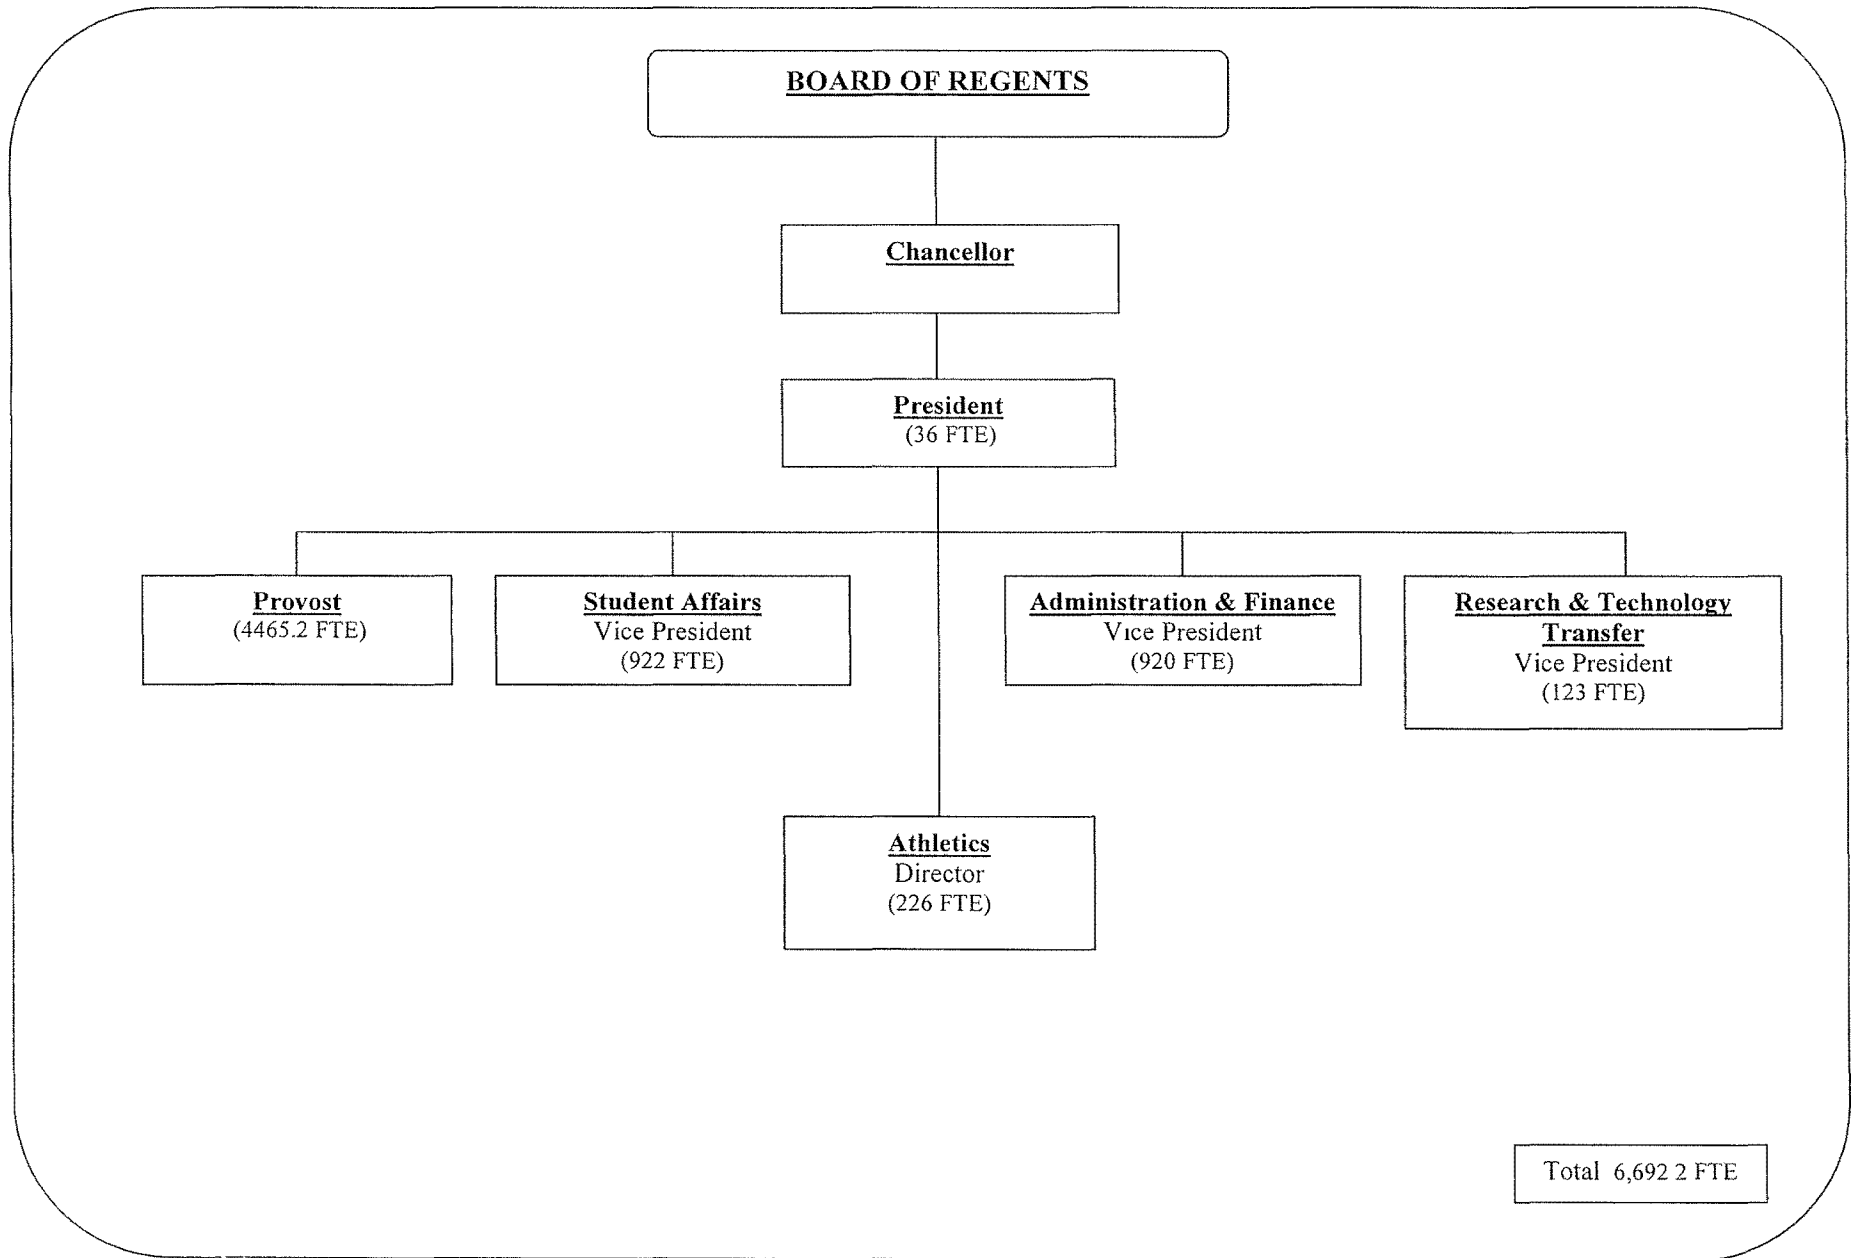 BOARD OF REGENTS
Chancellor
President
(36 FTE)
Provost
(4465.2 FTE)
Student Affairs
Vice President
(922 FTE)
Administration & Finance
Vice President
(920 FTE)
Research & Technology
Transfer
Vice President
(123 FTE)
Athletics
Director
(226 FTE)
Total 6,692 2 FTE